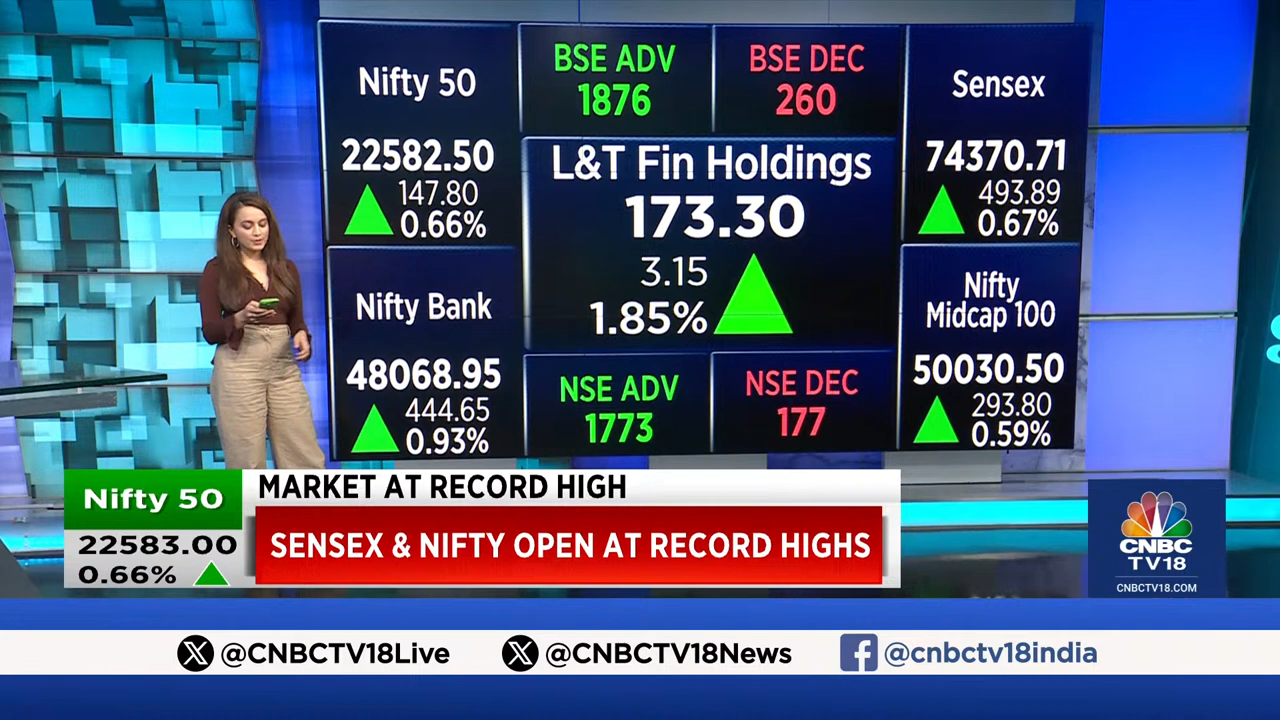 Nifty 50
22582.50
147.80
0.66%
Nifty Bank
48068.95
444.65
0.93%
BSE ADV
1876
BSE DEC
260
L&T Fin Holdings
173.30
3.15
1.85%
NSE ADV
1773
NSE DEC
177
Sensex
74370.71
493.89
0.67%
Nifty
Midcap 100
50030.50
293.80
0.59%
Nifty 50
22583.00
0.66%
MARKET AT RECORD HIGH
SENSEX & NIFTY OPEN AT RECORD HIGHS
CNBC
TV18
CNBCTV18.COM
@CNBCTV18Live
@CNBCTV18News
@cnbctv18india